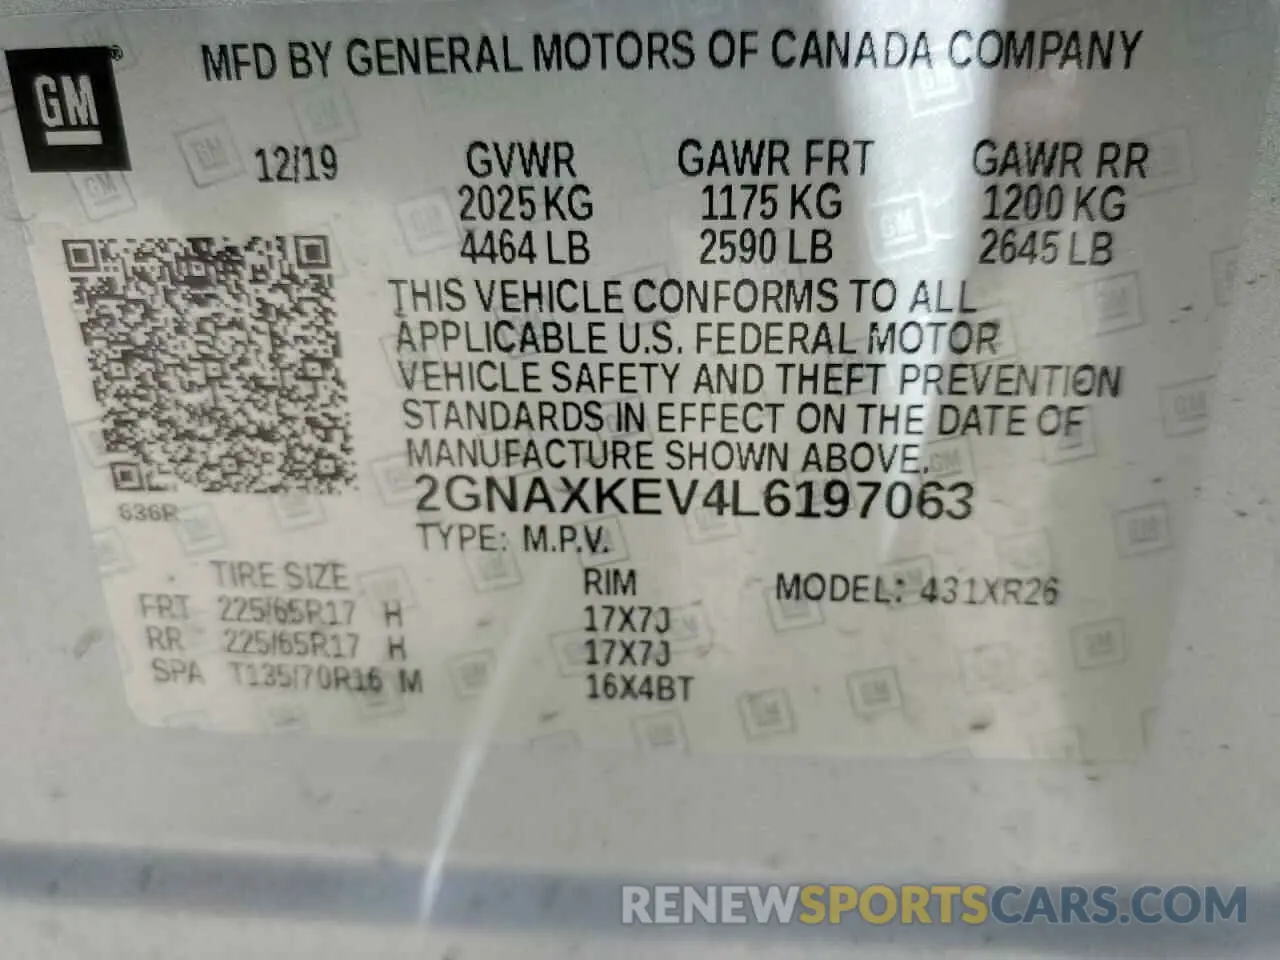 GM®
MFD BY GENERAL MOTORS OF CANADA COMPANY
12/19 GVWR GAWR FRT GAWR RR
2025 KG 1175 KG 1200 KG
4464 LB 2590 LB 2645 LB
THIS VEHICLE CONFORMS TO ALL
APPLICABLE U.S. FEDERAL MOTOR
VEHICLE SAFETY AND THEFT PREVENTION
STANDARDS IN EFFECT ON THE DATE OF
MANUFACTURE SHOWN ABOVE.
2GNAXKEV4L6197063
636R
TYPE: M.P.V.
TIRE SIZE RIM MODEL: 431XR26
FRT 225/65R17 H 17X7J
RR 225/65R17 H 17X7J
SPA T135/70R16 M 16X4BT
RENEWSPORTSCARS.COM